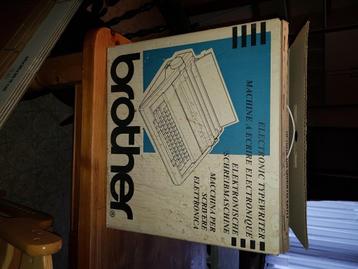 brother®
ELECTRONIC TYPEWRITER
MACHINE A ECRIRE ELECTRONIQUE
ELEKTRONISCHE
SCHREIBMASCHINE
MACCHINA PER
SCRIVERE
ELETTRONICA